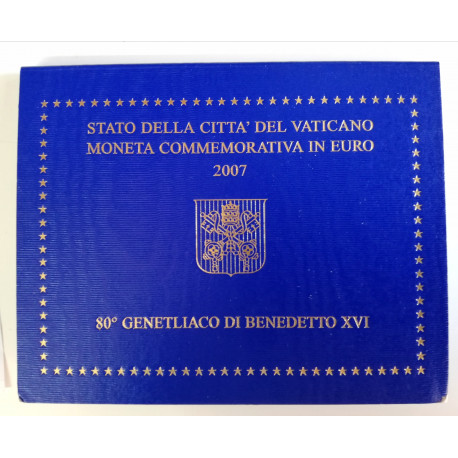 STATO DELLA CITTA' DEL VATICANO
MONETA COMMEMORATIVA IN EURO
2007
80° GENETLIACO DI BENEDETTO XVI